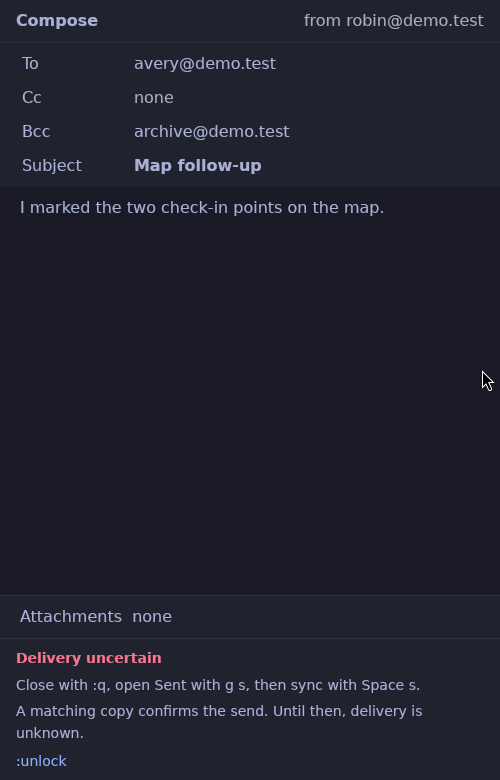 Compose from robin@demo.test
To avery@demo.test
Cc none
Bcc archive@demo.test
Subject Map follow-up
I marked the two check-in points on the map.
Attachments none
Delivery uncertain
Close with :q, open Sent with g s, then sync with Space s.
A matching copy confirms the send. Until then, delivery is
unknown.
:unlock